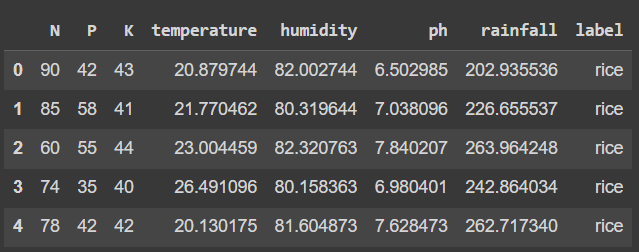 N P K temperature humidity ph rainfall label
0 90 42 43 20.879744 82.002744 6.502985 202.935536 rice
1 85 58 41 21.770462 80.319644 7.038096 226.655537 rice
2 60 55 44 23.004459 82.320763 7.840207 263.964248 rice
3 74 35 40 26.491096 80.158363 6.980401 242.864034 rice
4 78 42 42 20.130175 81.604873 7.628473 262.717340 rice